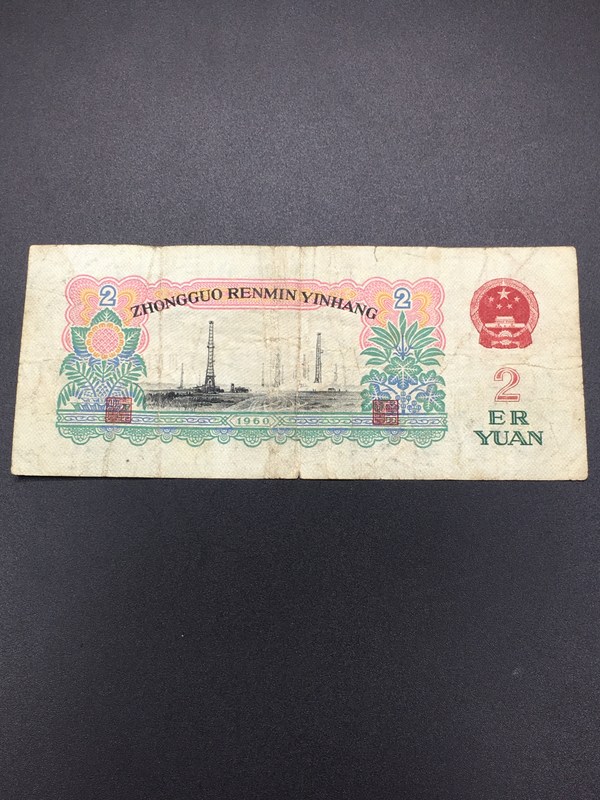 2
ZHONGGUO RENMIN YINHANG
2
1960
2
ER
YUAN